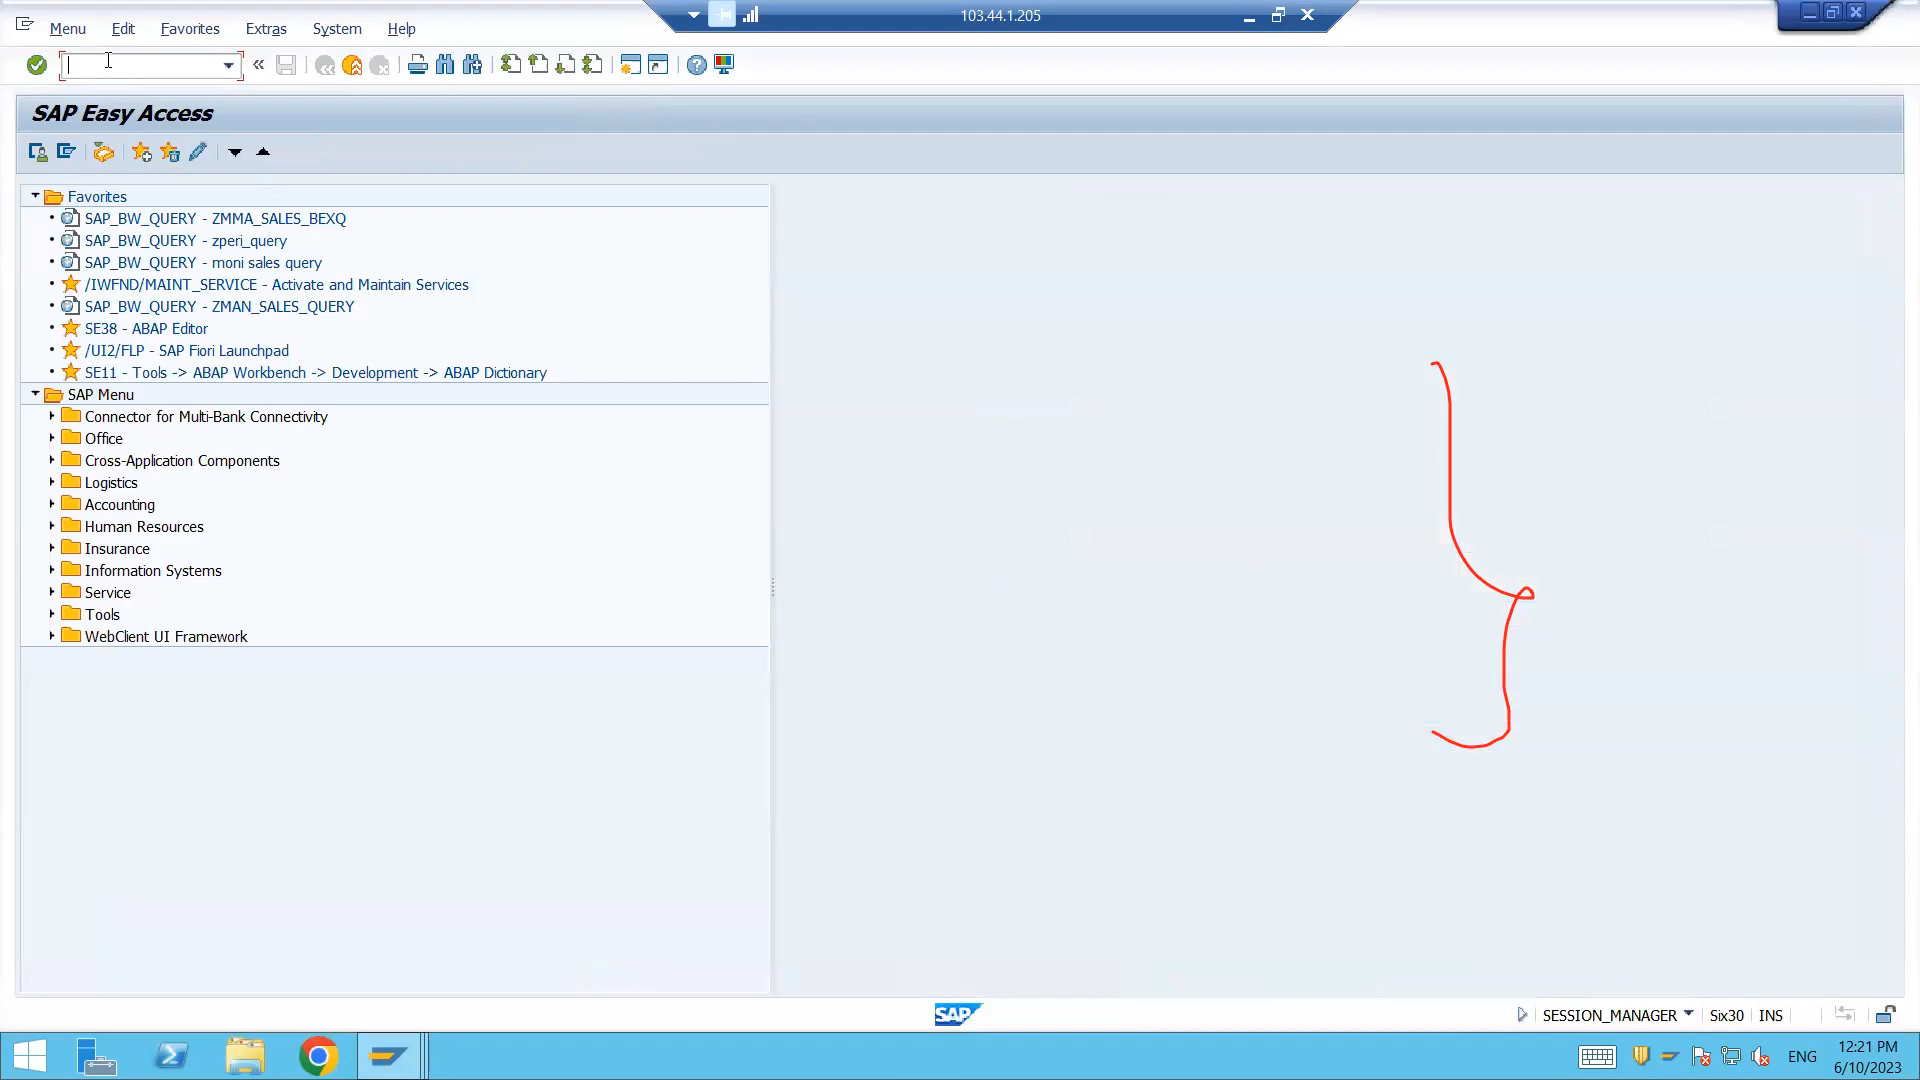 103.44.1.205
Menu Edit Favorites Extras System Help
SAP Easy Access
Favorites
SAP_BW_QUERY - ZMMA_SALES_BEXQ
SAP_BW_QUERY - zperi_query
SAP_BW_QUERY - moni sales query
/IWFND/MAINT_SERVICE - Activate and Maintain Services
SAP_BW_QUERY - ZMAN_SALES_QUERY
SE38 - ABAP Editor
/UI2/FLP - SAP Fiori Launchpad
SE11 - Tools -> ABAP Workbench -> Development -> ABAP Dictionary
SAP Menu
Connector for Multi-Bank Connectivity
Office
Cross-Application Components
Logistics
Accounting
Human Resources
Insurance
Information Systems
Service
Tools
WebClient UI Framework
SAP
SESSION_MANAGER Six30 INS
ENG
12:21 PM
6/10/2023